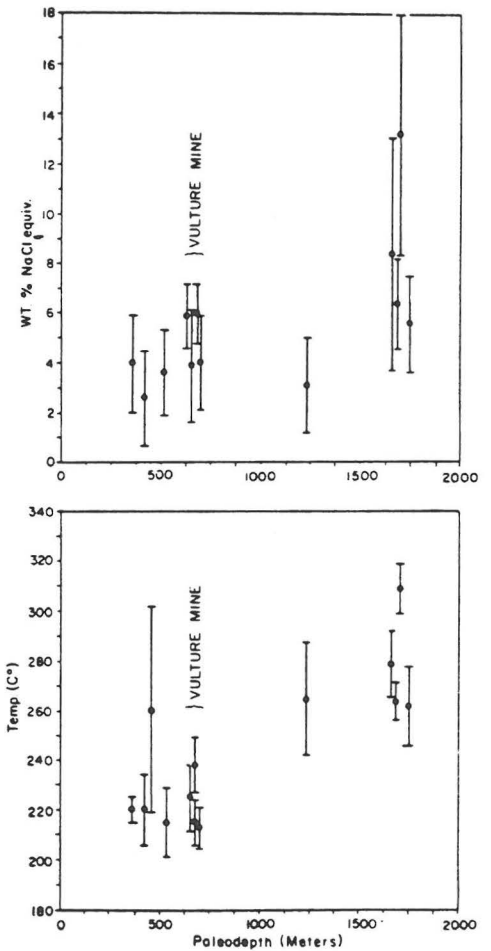 18
16
14
12
10
8
6
4
2
0
WT. % NaCl equiv.
} VULTURE MINE
0 500 1000 1500 2000
340
320
300
280
260
240
220
200
180
Temp (C°)
} VULTURE MINE
0 500 1000 1500 2000
Paleodepth (Meters)